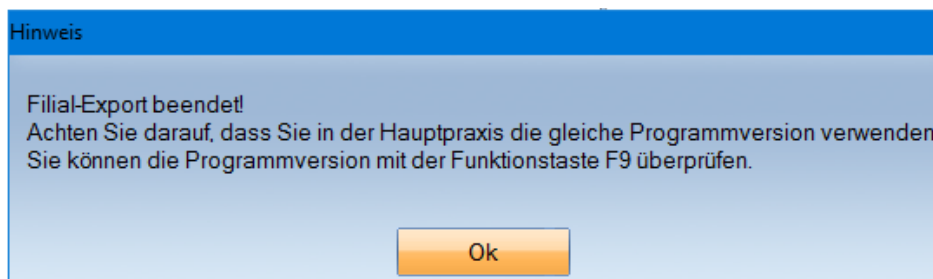 Hinweis
Filial-Export beendet!
Achten Sie darauf, dass Sie in der Hauptpraxis die gleiche Programmversion verwenden
Sie können die Programmversion mit der Funktionstaste F9 überprüfen.
Ok